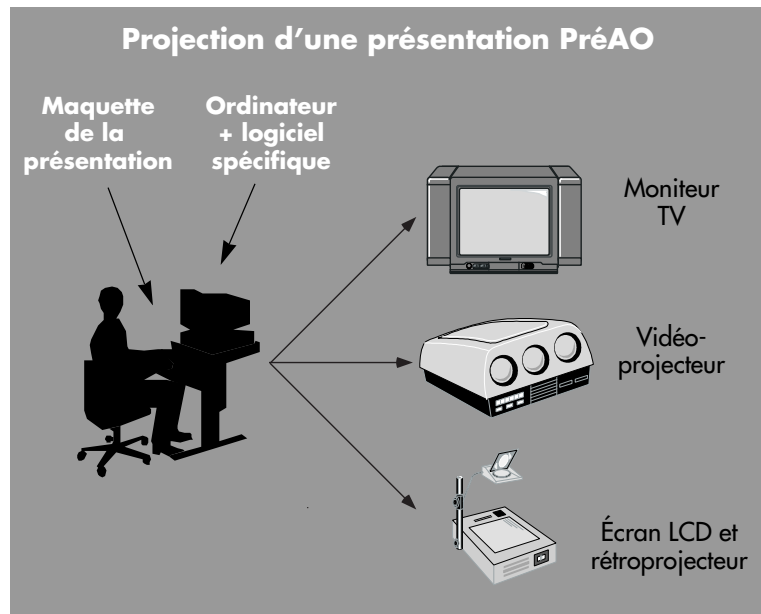 Projection d’une présentation PréAO
Maquette
de la
présentation
Ordinateur
+ logiciel
spécifique
Moniteur
TV
Vidéo-
projecteur
Écran LCD et
rétroprojecteur